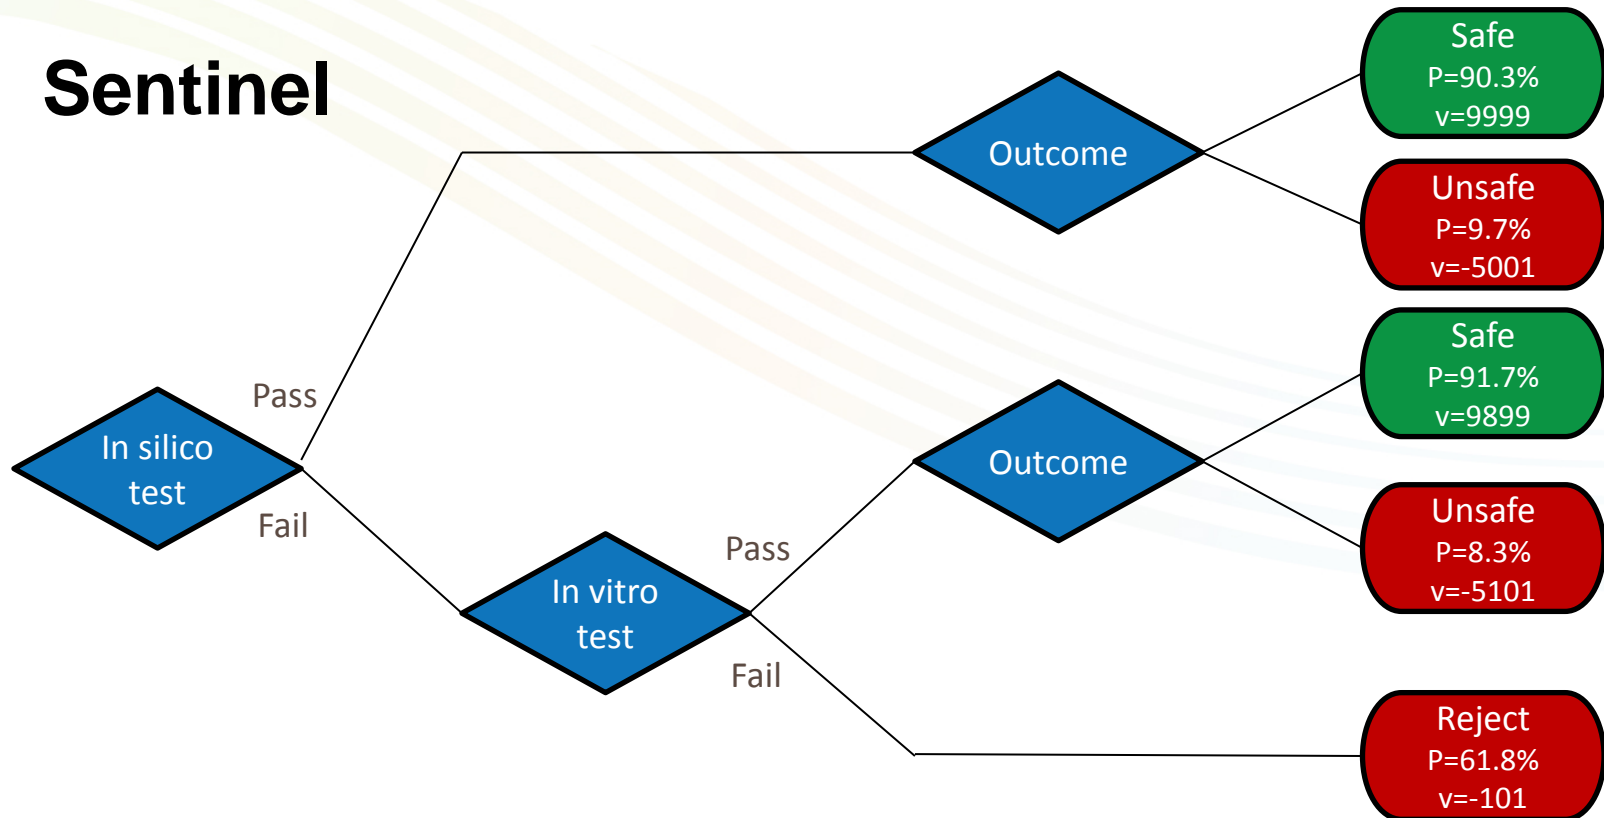 Sentinel
Outcome
Safe
P=90.3%
v=9999
Unsafe
P=9.7%
v=-5001
Pass
In silico
test
Fail
Pass
In vitro
test
Fail
Outcome
Safe
P=91.7%
v=9899
Unsafe
P=8.3%
v=-5101
Reject
P=61.8%
v=-101